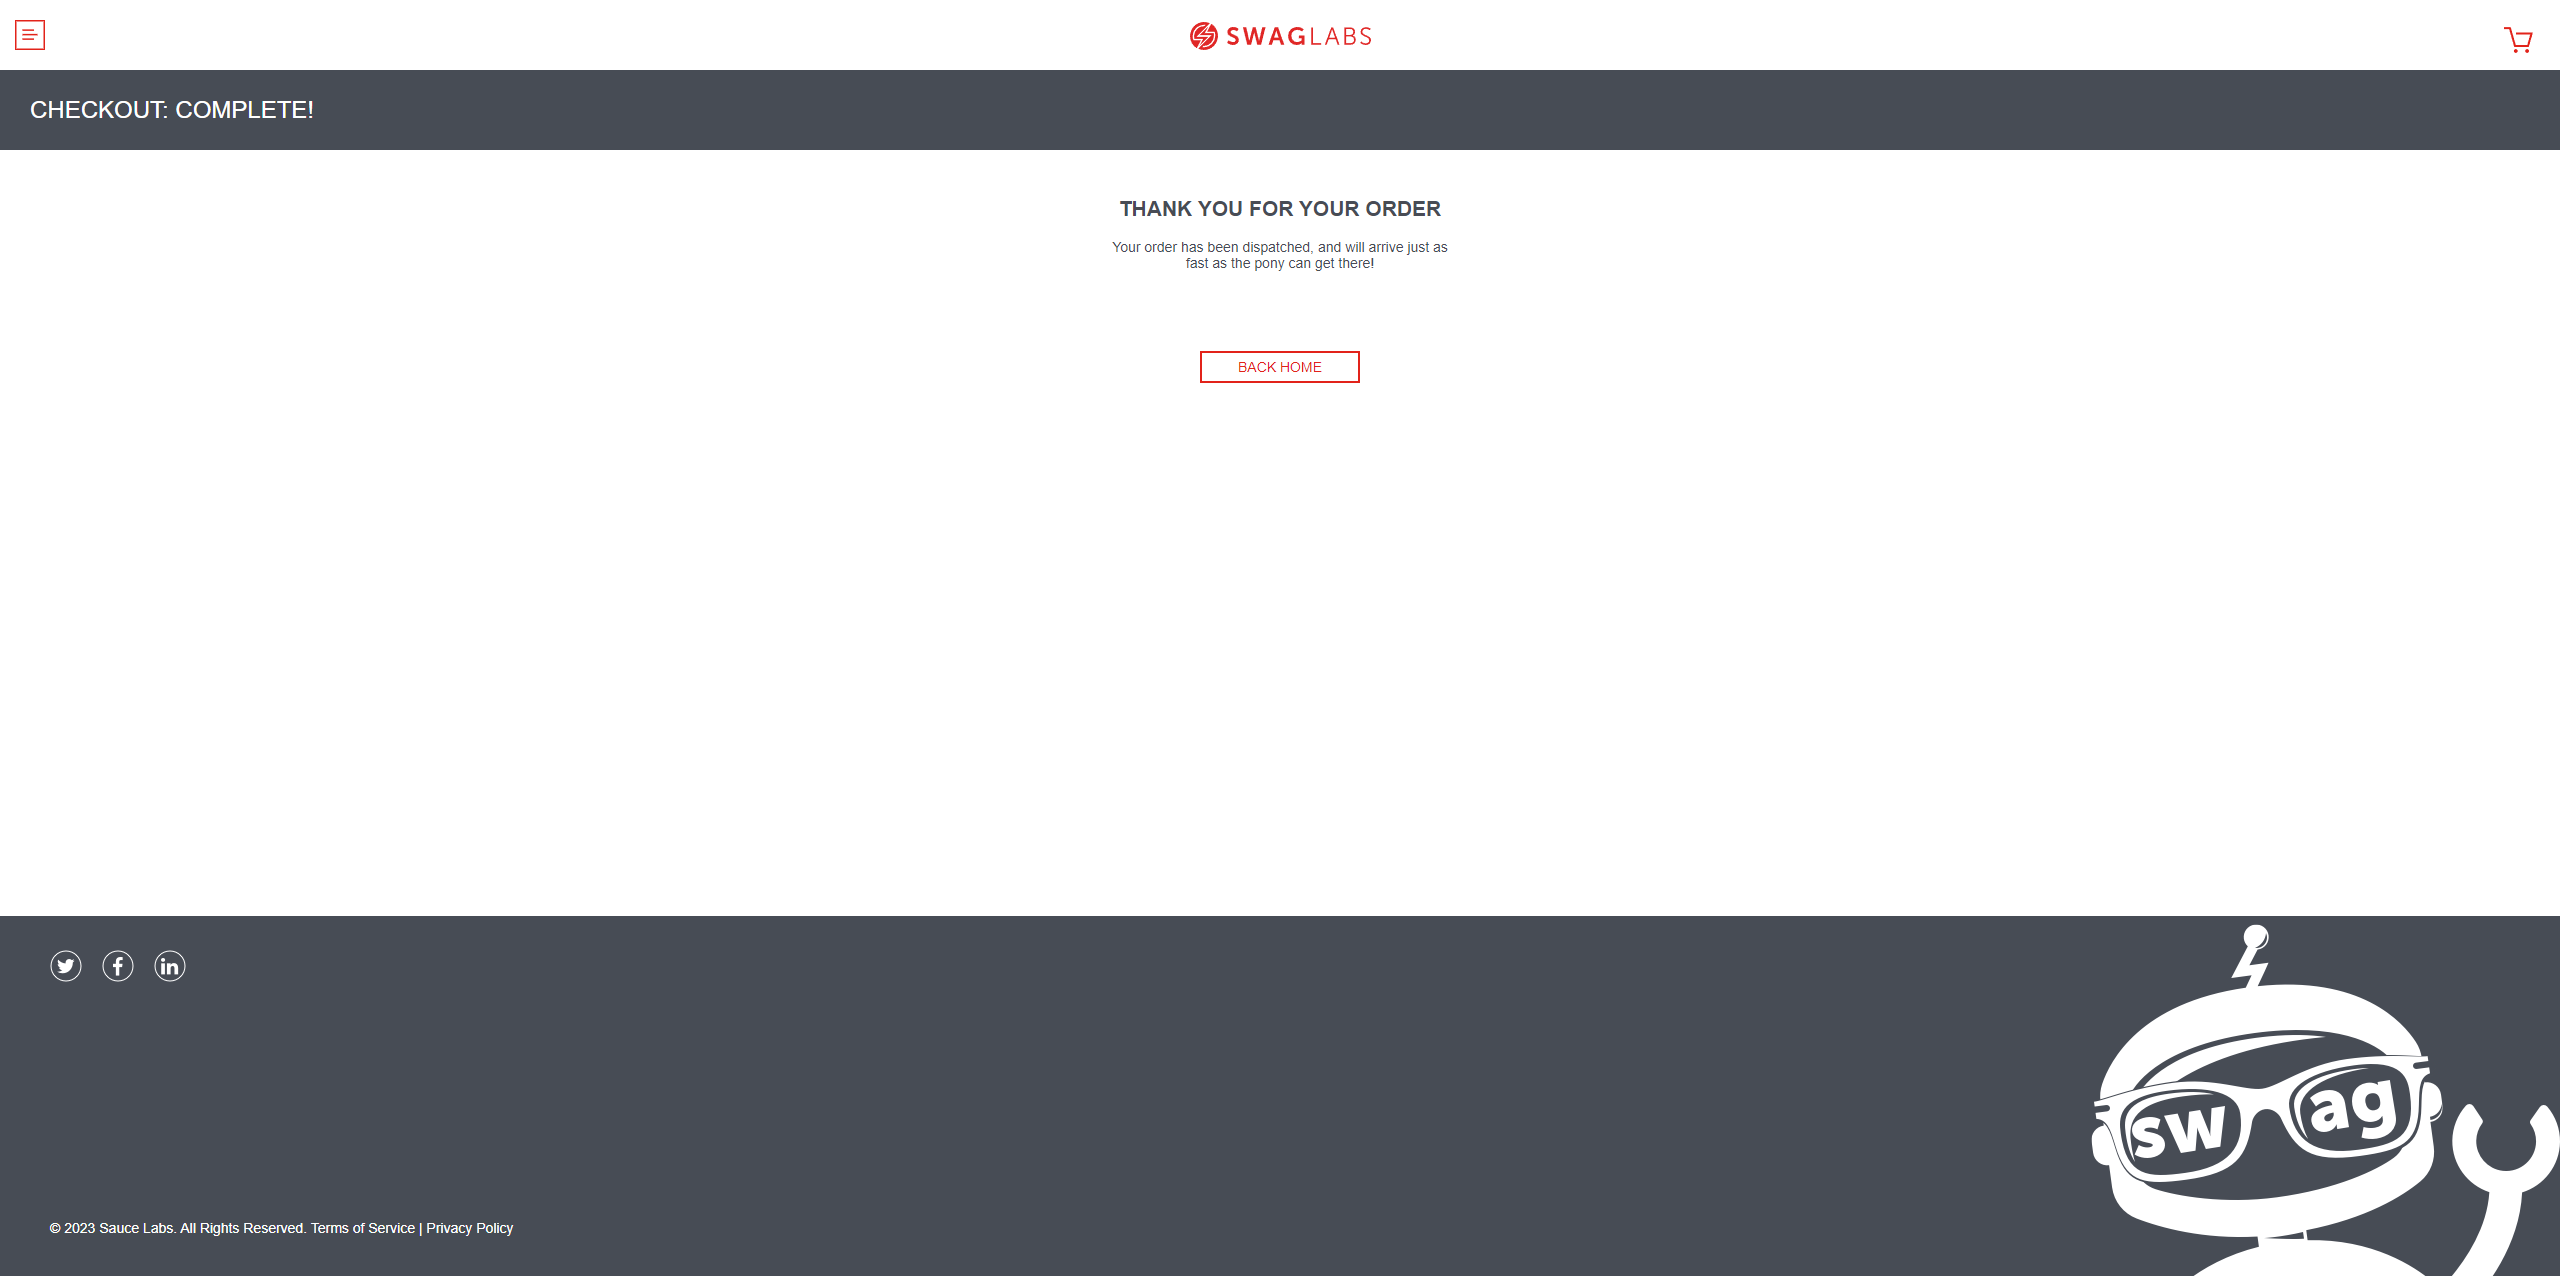 SWAGLABS
CHECKOUT: COMPLETE!
THANK YOU FOR YOUR ORDER
Your order has been dispatched, and will arrive just as
fast as the pony can get there!
BACK HOME
sw ag
© 2023 Sauce Labs. All Rights Reserved. Terms of Service | Privacy Policy